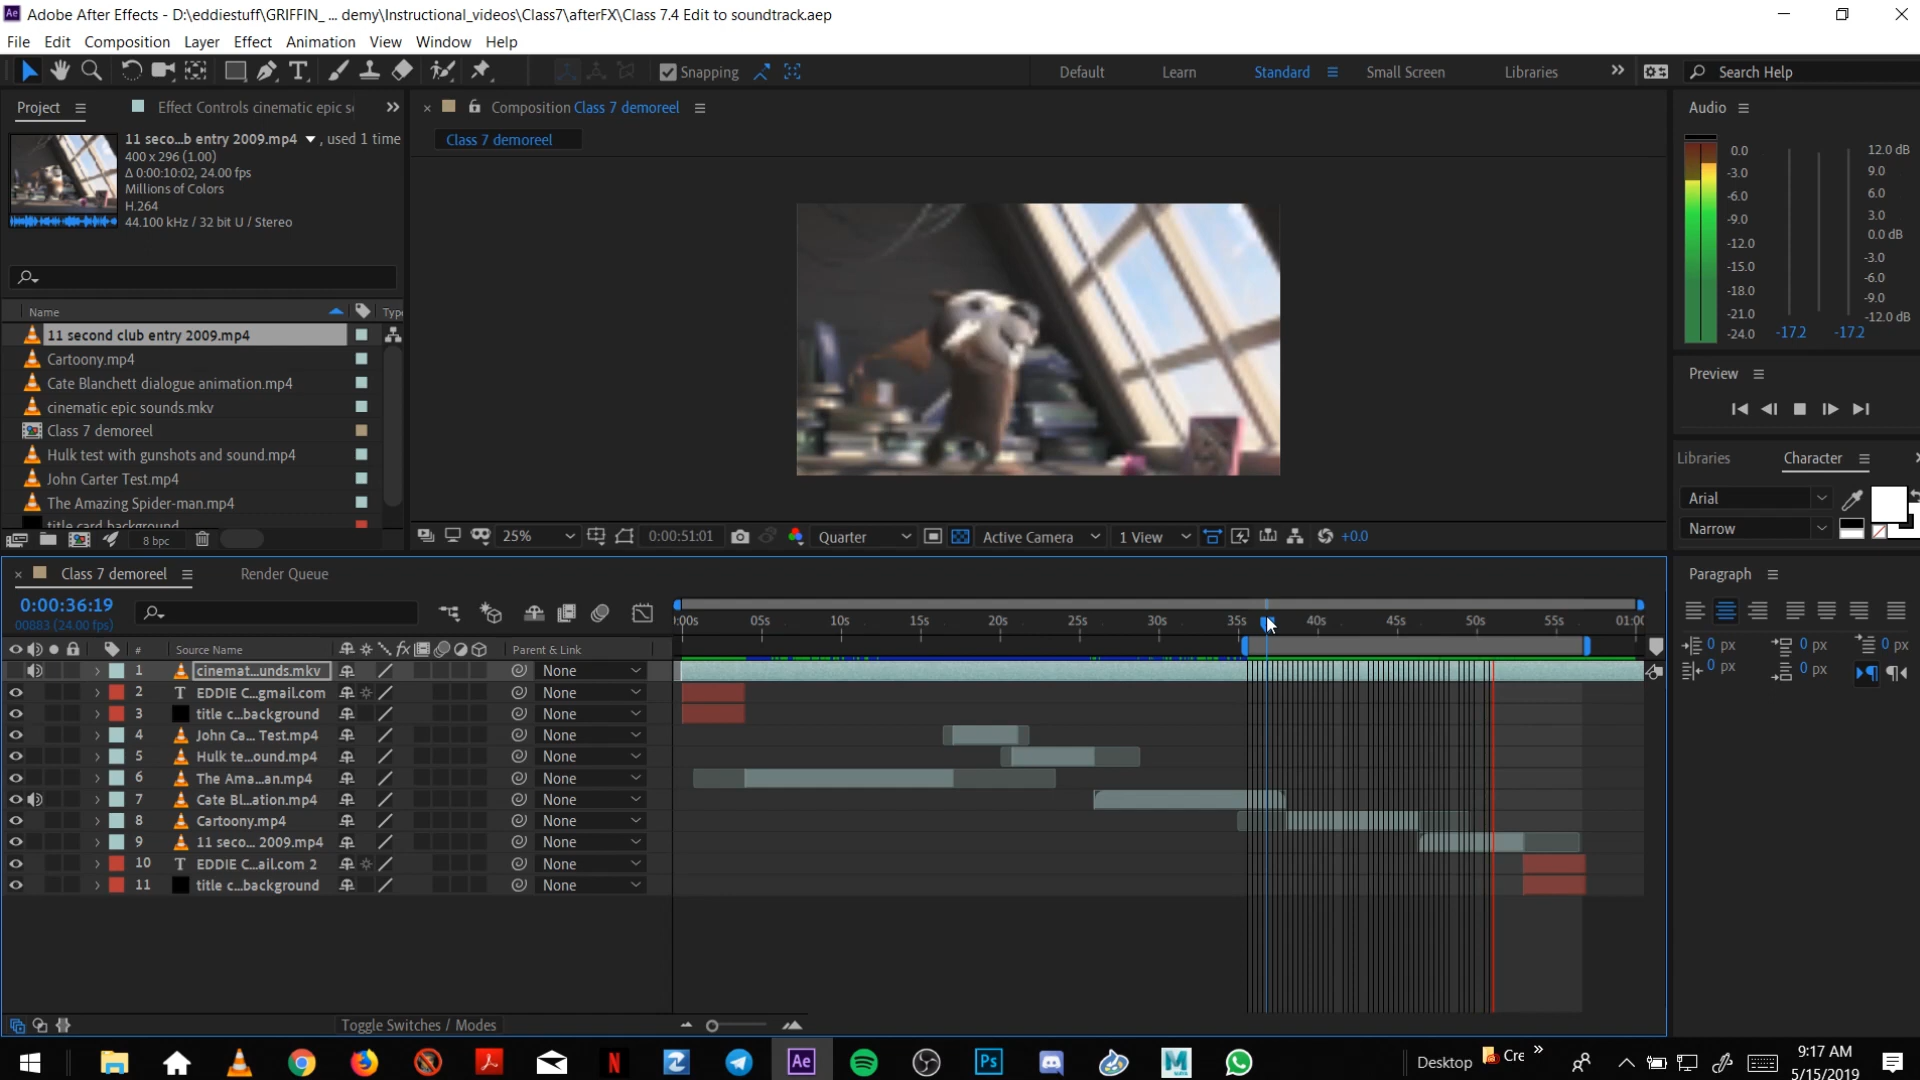 Adobe After Effects - D:\eddiestuff\GRIFFIN_ ... demy\Instructional_videos\Class7\afterFX\Class 7.4 Edit to soundtrack.aep
File Edit Composition Layer Effect Animation View Window Help
Snapping Default Learn Standard Small Screen Libraries Search Help
Project Effect Controls cinematic epic s Composition Class 7 demoreel Audio
11 seco...b entry 2009.mp4 , used 1 time
Class 7 demoreel
400 x 296 (1.00)
Δ 0:00:10:02, 24.00 fps
Millions of Colors
H.264
44.100 kHz / 32 bit U / Stereo
0.0
-3.0
-6.0
-9.0
-12.0
-15.0
-18.0
-21.0
-24.0
12.0 dB
9.0
6.0
3.0
0.0 dB
-3.0
-6.0
-9.0
-12.0 dB
-17.2 -17.2
Name Type
11 second club entry 2009.mp4
Cartoony.mp4
Cate Blanchett dialogue animation.mp4
cinematic epic sounds.mkv
Class 7 demoreel
Hulk test with gunshots and sound.mp4
John Carter Test.mp4
The Amazing Spider-man.mp4
title card background
8 bpc
25% 0:00:51:01 Quarter Active Camera 1 View +0.0
Preview
Libraries Character
Arial
Narrow
Paragraph
0 px 0 px 0 px
0 px 0 px
Class 7 demoreel Render Queue
0:00:36:19
00883 (24.00 fps)
):00s 05s 10s 15s 20s 25s 30s 35s 40s 45s 50s 55s 01:00
# Source Name fx Parent & Link
1 cinemat...unds.mkv None
2 T EDDIE C...gmail.com None
3 title c...background None
4 John Ca... Test.mp4 None
5 Hulk te...ound.mp4 None
6 The Ama...an.mp4 None
7 Cate Bl...ation.mp4 None
8 Cartoony.mp4 None
9 11 seco... 2009.mp4 None
10 T EDDIE C...ail.com 2 None
11 title c...background None
Toggle Switches / Modes
N Ae Ps M Desktop Cre
9:17 AM
5/15/2019